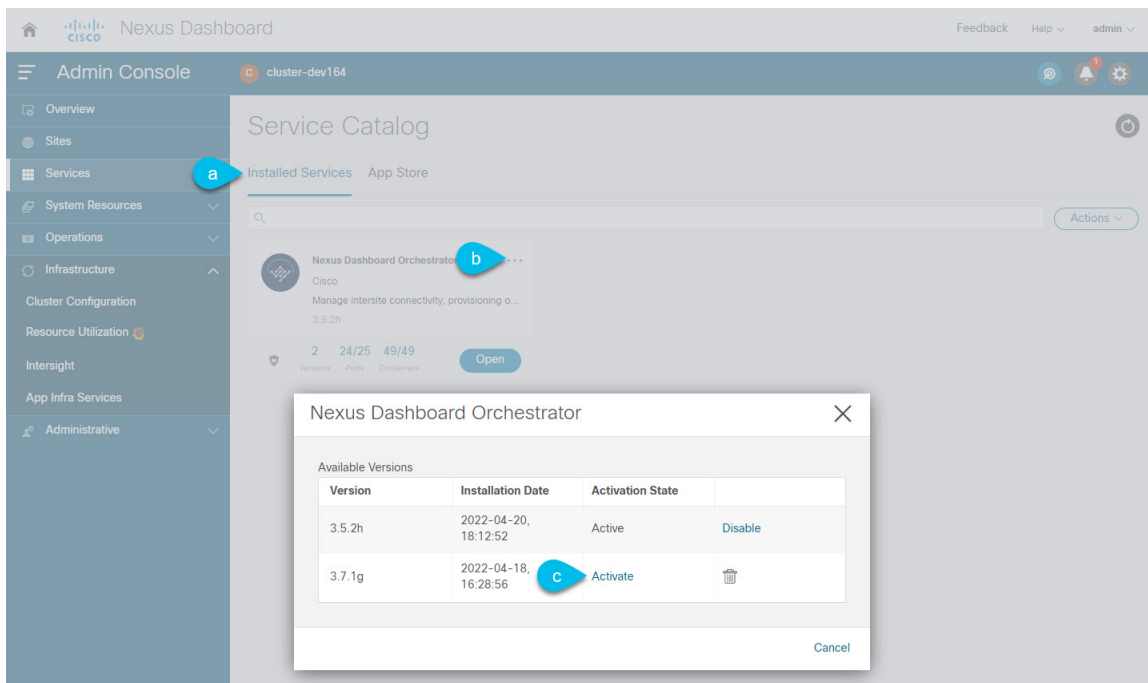 cisco
Nexus Dashboard
Feedback
Help
admin
Admin Console
C
cluster-dev164
1
Overview
Sites
Services
System Resources
Operations
Infrastructure
Cluster Configuration
Resource Utilization
Intersight
App Infra Services
Administrative
Service Catalog
a
Installed Services
App Store
Actions
Nexus Dashboard Orchestrator
b
Cisco
Manage intersite connectivity, provisioning o...
3.5.2h
2 24/25 49/49
Versions Pods Containers
Open
Nexus Dashboard Orchestrator
Available Versions
Version Installation Date Activation State
3.5.2h 2022-04-20, Active Disable
18:12:52
3.7.1g 2022-04-18, c Activate
16:28:56
Cancel